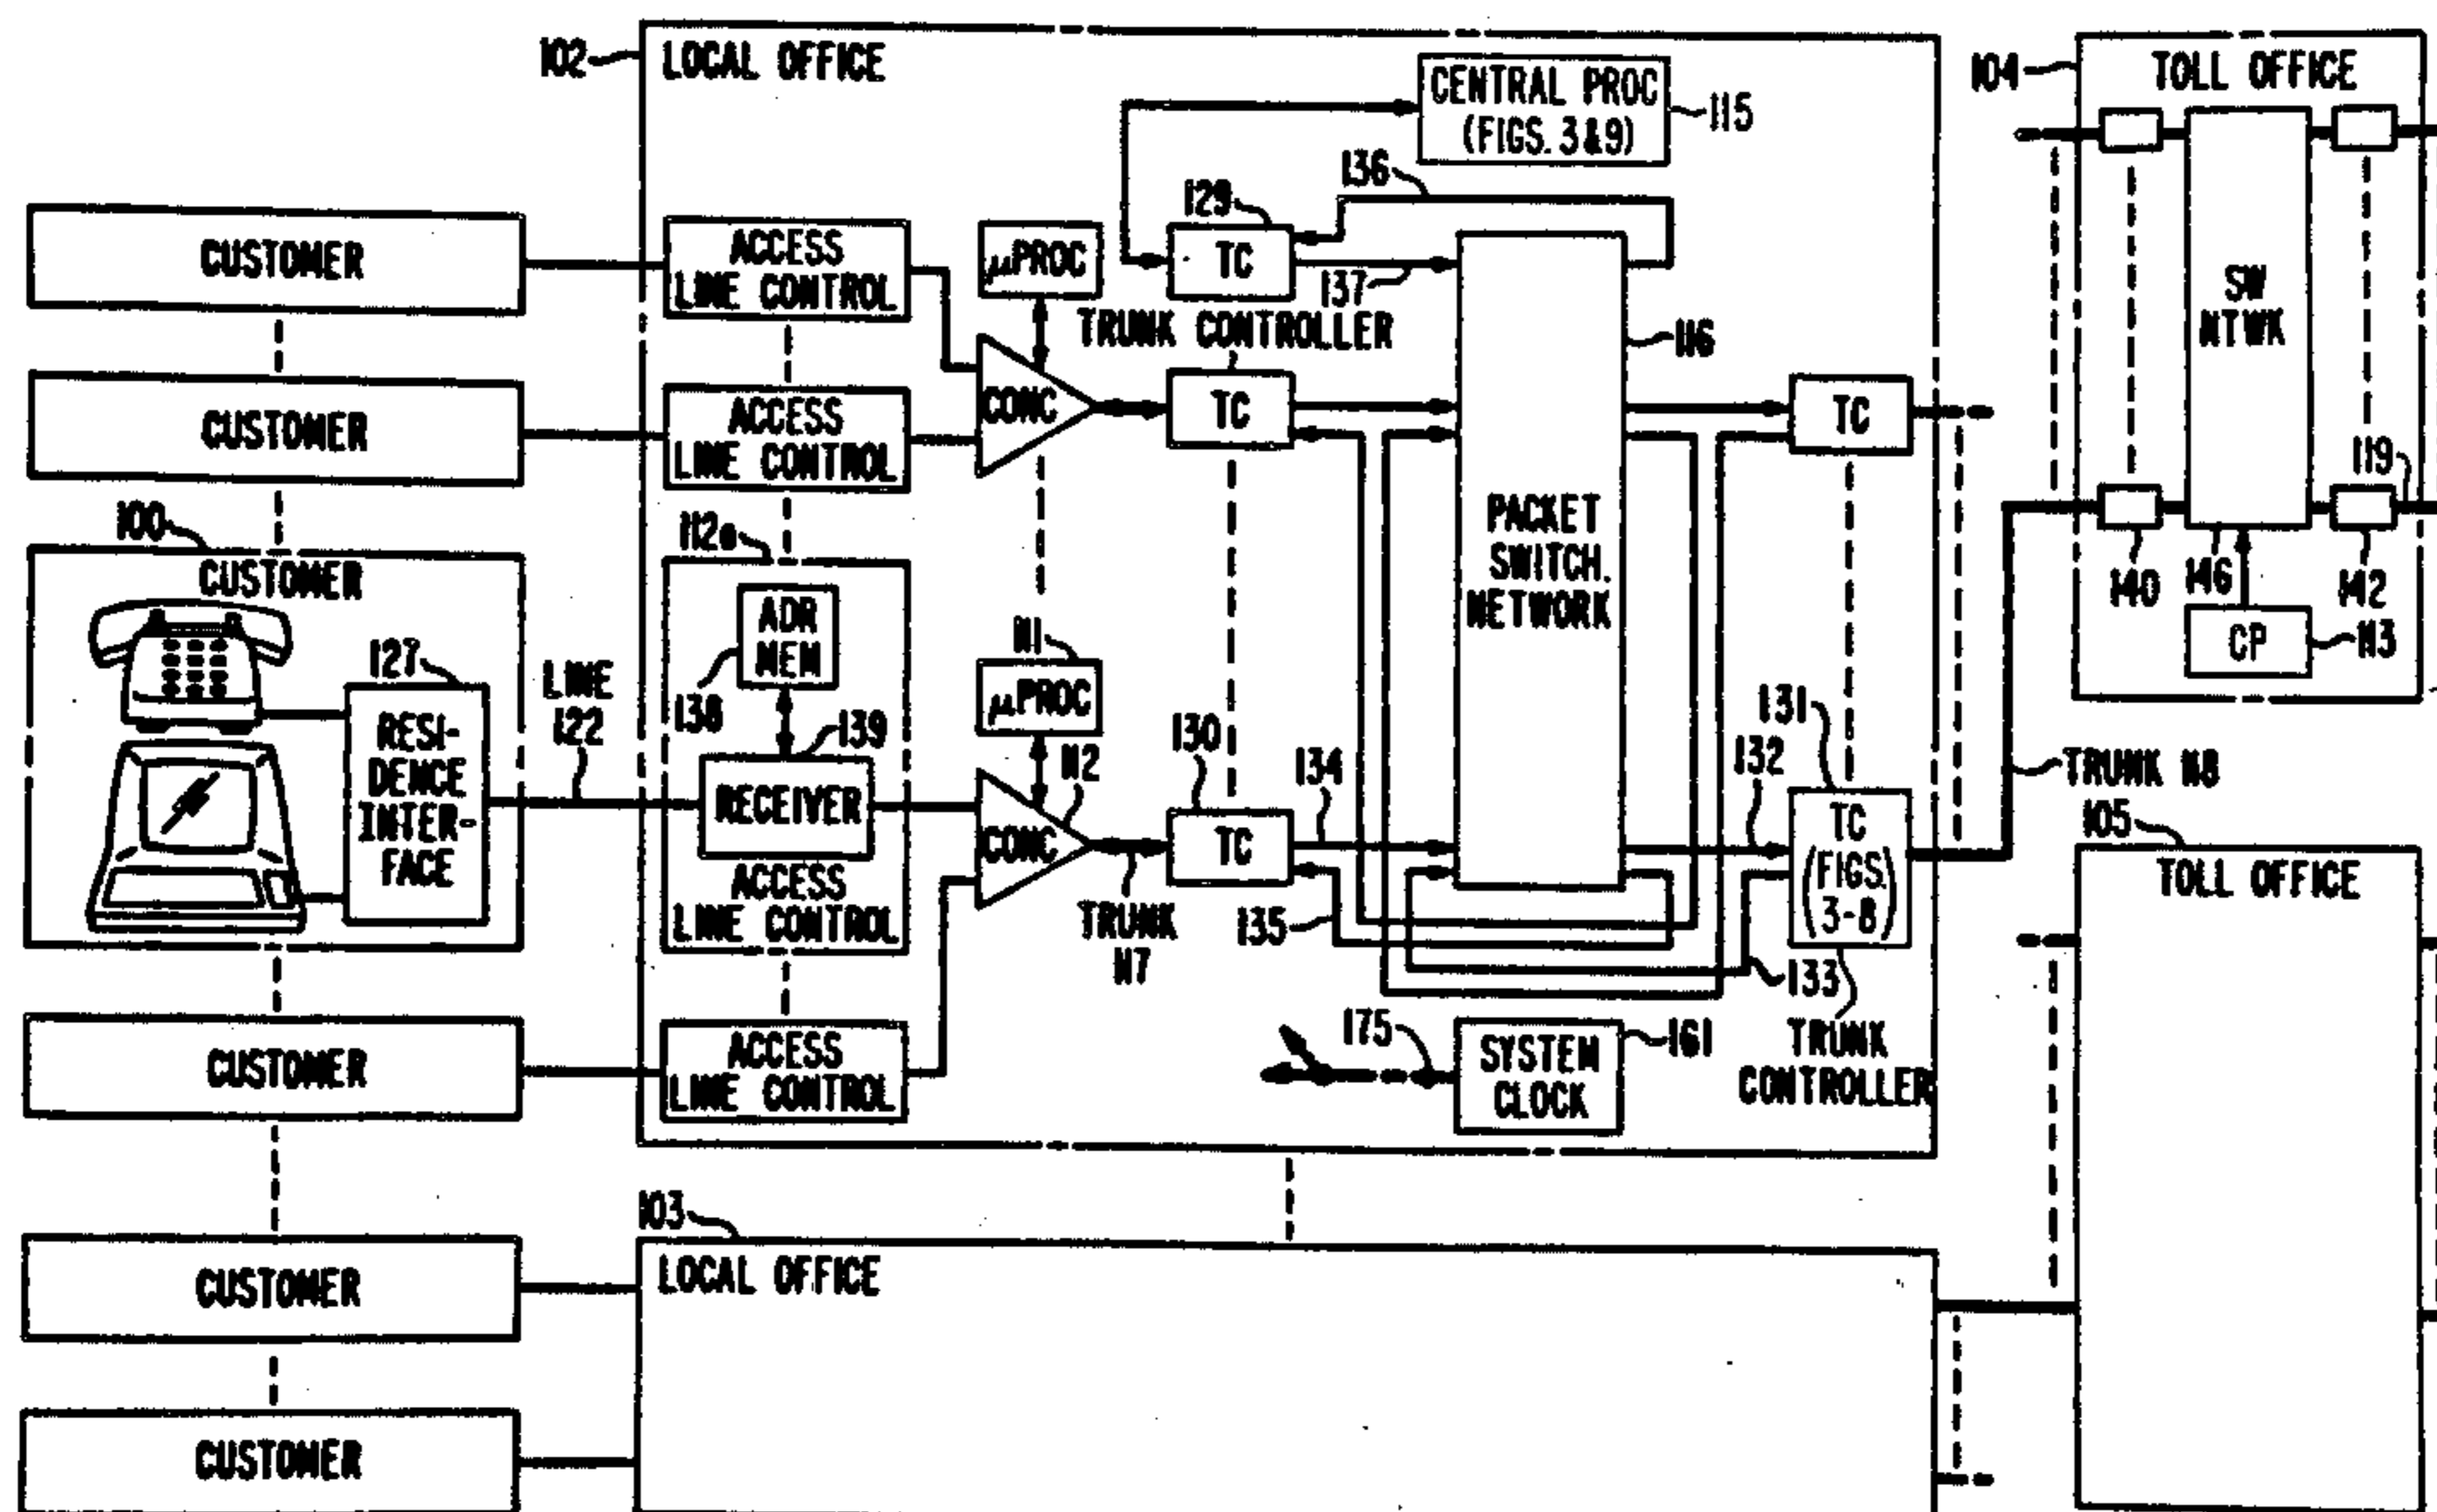 102
LOCAL OFFICE
CENTRAL PROC
(FIGS. 3&9)
115
104
TOLL OFFICE
136
129
TC
137
CUSTOMER
ACCESS
LINE CONTROL
μPROC
TRUNK CONTROLLER
116
SW
NTWK
CUSTOMER
ACCESS
LINE CONTROL
CONC
TC
TC
119
PACKET
SWITCH.
NETWORK
140
146
142
CP
113
100
CUSTOMER
127
RESI-
DENCE
INTER-
FACE
LINE
122
112a
ADR
MEM
138
139
RECEIVER
ACCESS
LINE CONTROL
111
μPROC
112
CONC
TRUNK
117
130
TC
134
135
132
131
TC
(FIGS.
3-8)
133
TRUNK
CONTROLLER
TRUNK 118
105
TOLL OFFICE
CUSTOMER
ACCESS
LINE CONTROL
175
SYSTEM
CLOCK
161
103
LOCAL OFFICE
CUSTOMER
CUSTOMER